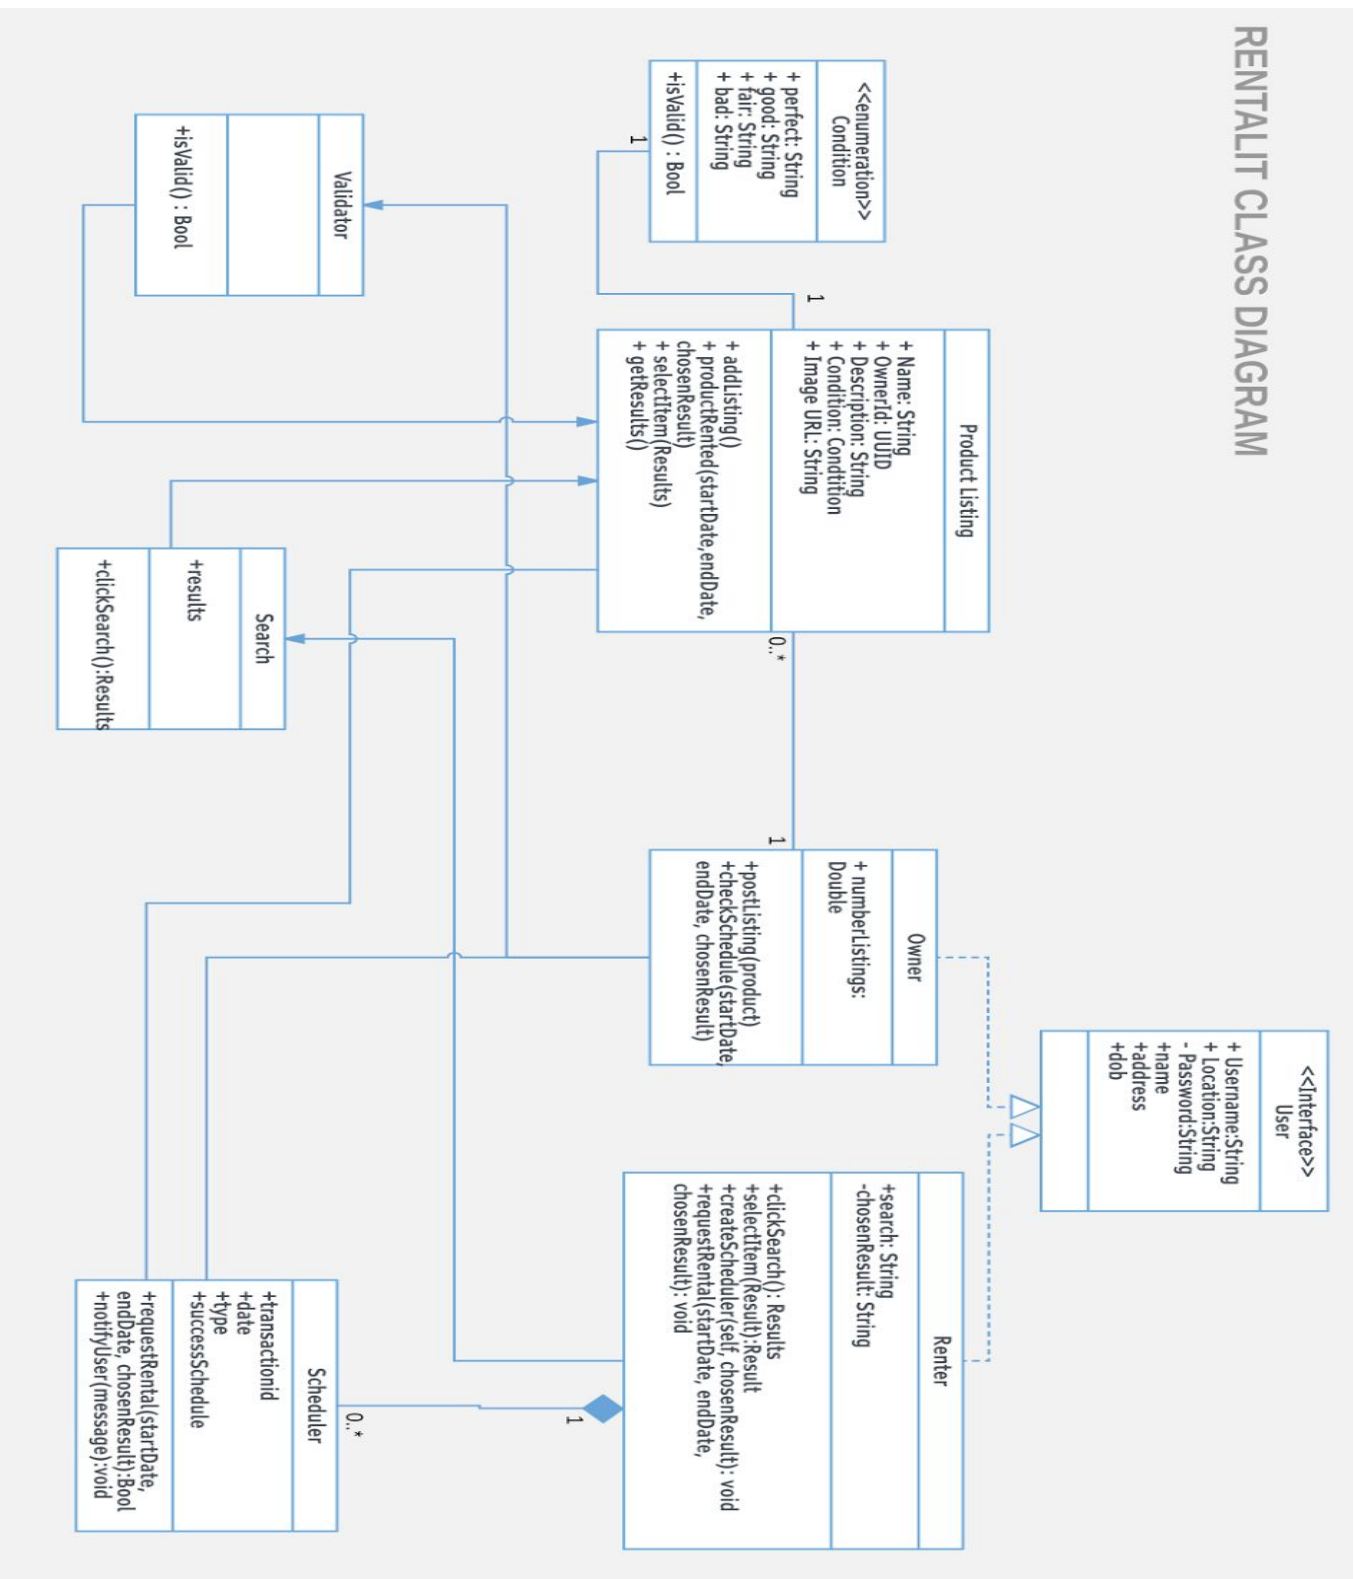 RENTALIT CLASS DIAGRAM
<<Interface>>
User
+ Username:String
+ Location:String
- Password:String
+name
+address
+dob
<<enumeration>>
Condition
+ perfect: String
+ good: String
+ fair: String
+ bad: String
+isValid() : Bool
1
1
Product Listing
+ Name: String
+ OwnerId: UUID
+ Description: String
+ Condition: Condtition
+ Image URL: String
+ addListing()
+ productRented(startDate,endDate,
chosenResult)
+ selectItem(Results)
+ getResults()
0..*
1
Owner
+ numberListings:
Double
+postListing(product)
+checkSchedule(startDate,
endDate, chosenResult)
Renter
+search: String
-chosenResult: String
+clickSearch(): Results
+selectItem(Result):Result
+createScheduler(self, chosenResult): void
+requestRental(startDate, endDate,
chosenResult): void
1
0..*
Validator
+isValid() : Bool
Search
+results
+clickSearch():Results
Scheduler
+transactionid
+date
+type
+successSchedule
+requestRental(startDate,
endDate, chosenResult):Bool
+notifyUser(message):void